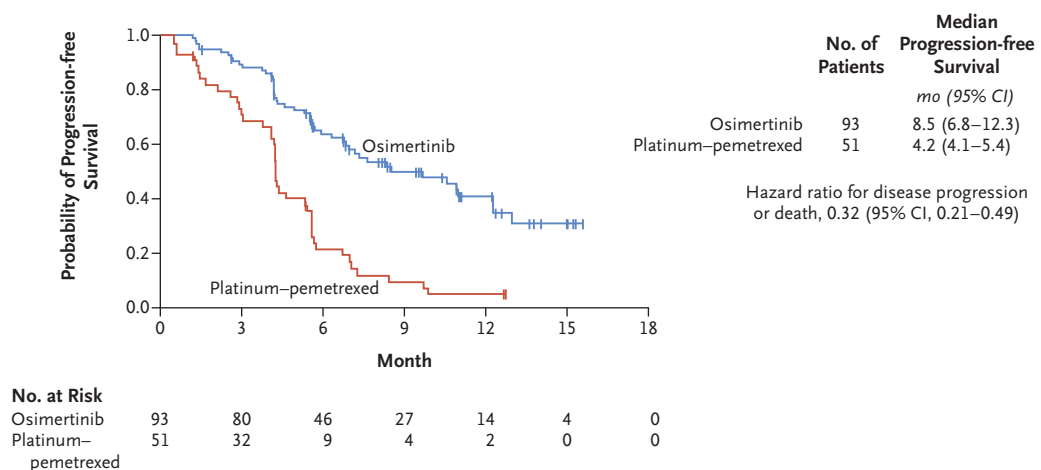 Probability of Progression-free
Survival
1.0
0.8
0.6
0.4
0.2
0.0
0 3 6 9 12 15 18
Month
Osimertinib
Platinum–pemetrexed
No. of
Patients
Median
Progression-free
Survival
mo (95% CI)
Osimertinib 93 8.5 (6.8–12.3)
Platinum–pemetrexed 51 4.2 (4.1–5.4)
Hazard ratio for disease progression
or death, 0.32 (95% CI, 0.21–0.49)
No. at Risk
Osimertinib 93 80 46 27 14 4 0
Platinum– 51 32 9 4 2 0 0
pemetrexed